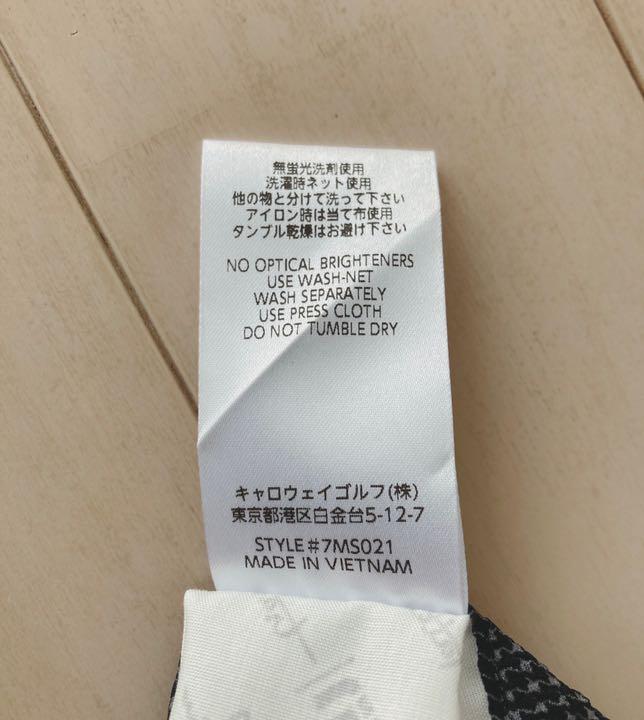 無蛍光洗剤使用
洗濯時ネット使用
他の物と分けて洗って下さい
アイロン時は当て布使用
タンブル乾燥はお避け下さい
NO OPTICAL BRIGHTENERS
USE WASH-NET
WASH SEPARATELY
USE PRESS CLOTH
DO NOT TUMBLE DRY
キャロウェイゴルフ(株)
東京都港区白金台5-12-7
STYLE#7MS021
MADE IN VIETNAM